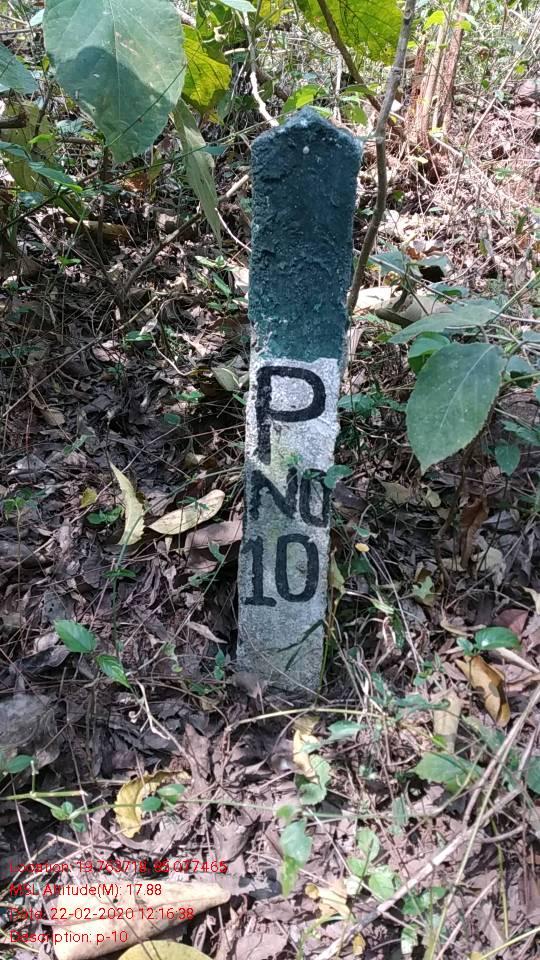 P
NO
10
Location: 19.763718, 85.077465
MSL Altitude(M): 17.88
Date: 22-02-2020 12:16:38
Description: p-10